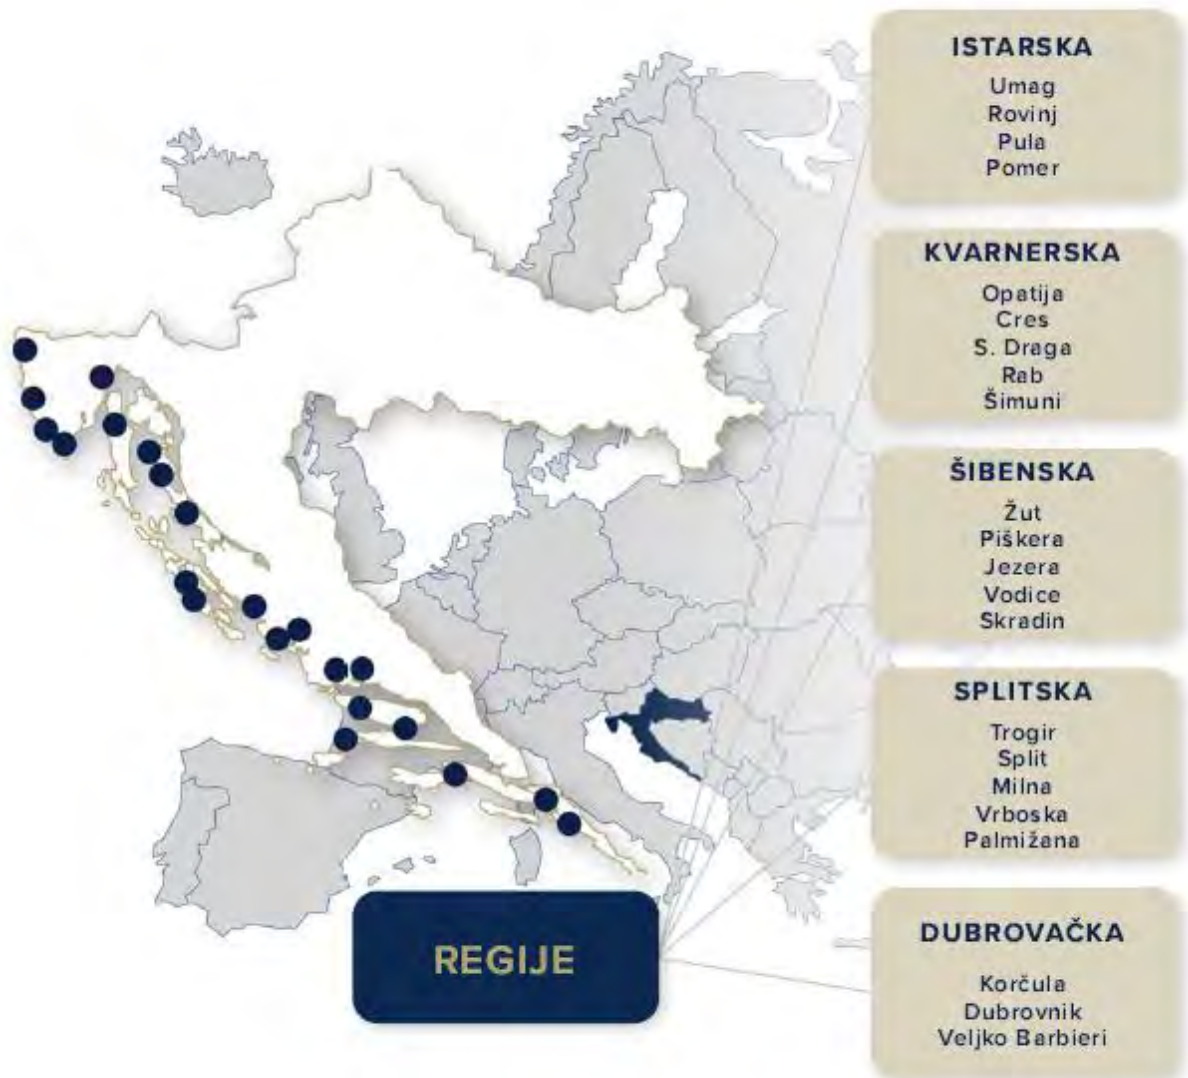 ISTARSKA
Umag
Rovinj
Pula
Pomer
KVARNERSKA
Opatija
Cres
S. Draga
Rab
Šimuni
ŠIBENSKA
Žut
Piškera
Jezera
Vodice
Skradin
SPLITSKA
Trogir
Split
Milna
Vrboska
Palmižana
DUBROVAČKA
Korčula
Dubrovnik
Veljko Barbieri
REGIJE